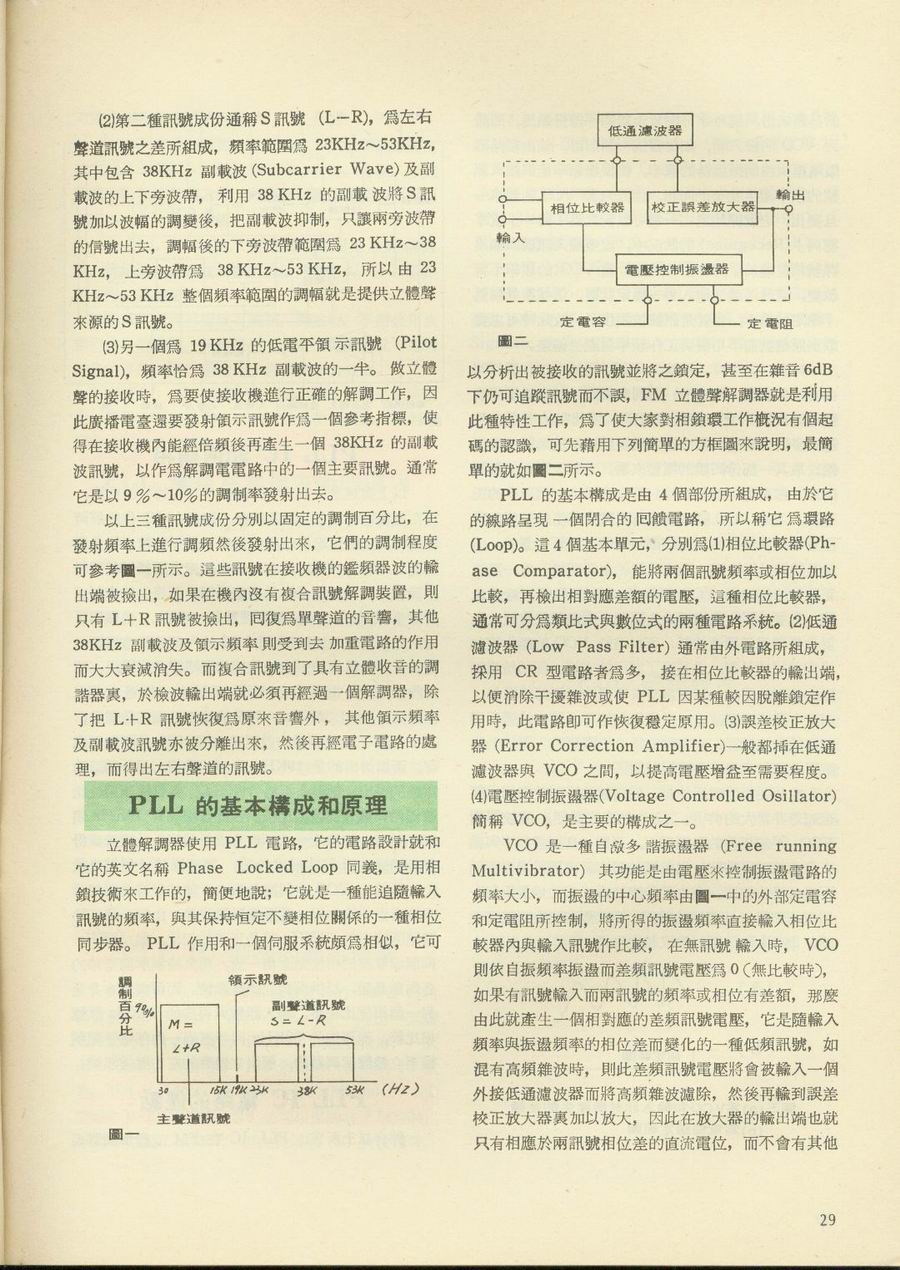 (2)第二種訊號成份通稱S訊號 (L－R)，爲左右
聲道訊號之差所組成，頻率範圍爲 23KHz～53KHz,
其中包含 38KHz 副載波(Subcarrier Wave)及副
載波的上下旁波帶，利用 38 KHz 的副載波將S訊
號加以波幅的調變後，把副載波抑制，只讓兩旁波帶
的信號出去，調幅後的下旁波帶範圍爲 23 KHz～38
KHz, 上旁波帶爲 38 KHz～53 KHz, 所以由 23
KHz～53 KHz 整個頻率範圍的調幅就是提供立體聲
來源的S訊號。
(3)另一個爲 19 KHz 的低電平領示訊號 (Pilot
Signal)，頻率恰爲 38 KHz 副載波的一半。做立體
聲的接收時，爲要使接收機進行正確的解調工作，因
此廣播電臺還要發射領示訊號作爲一個參考指標，使
得在接收機內能經倍頻後再產生一個 38KHz 的副載
波訊號，以作爲解調電電路中的一個主要訊號。通常
它是以9%～10%的調制率發射出去。
以上三種訊號成份分別以固定的調制百分比，在
發射頻率上進行調頻然後發射出來，它們的調制程度
可參考圖一所示。這些訊號在接收機的鑑頻器波的輸
出端被撿出，如果在機內沒有複合訊號解調裝置，則
只有 L＋R 訊號被撿出，囘復爲單聲道的音響，其他
38KHz 副載波及領示頻率則受到去加重電路的作用
而大大衰減消失。而複合訊號到了具有立體收音的調
諧器裏，於檢波輸出端就必須再經過一個解調器，除
了把 L＋R 訊號恢復爲原來音響外，其他領示頻率
及副載波訊號亦被分離出來，然後再經電子電路的處
理，而得出左右聲道的訊號。
PLL 的基本構成和原理
立體解調器使用 PLL 電路，它的電路設計就和
它的英文名稱 Phase Locked Loop 同義，是用相
鎖技術來工作的，簡便地說；它就是一種能追隨輸入
訊號的頻率，與其保持恒定不變相位關係的一種相位
同步器。PLL 作用和一個伺服系統頗爲相似，它可
調制百分比
90%
領示訊號
副聲道訊號
S = L - R
M =
L+R
30 15K 19K 23K 38K 53K (HZ)
主聲道訊號
圖一
低通濾波器
相位比較器 校正誤差放大器
輸出
輸入
電壓控制振盪器
定電容 定電阻
圖二
以分析出被接收的訊號並將之鎖定，甚至在雜音6dB
下仍可追蹤訊號而不誤，FM 立體聲解調器就是利用
此種特性工作，爲了使大家對相鎖環工作概況有個起
碼的認識，可先藉用下列簡單的方框圖來說明，最簡
單的就如圖二所示。
PLL 的基本構成是由 4 個部份所組成，由於它
的線路呈現一個閉合的囘饋電路，所以稱它爲環路
(Loop)。這4個基本單元，分別爲(1)相位比較器(Ph-
ase Comparator)，能將兩個訊號頻率或相位加以
比較，再檢出相對應差額的電壓，這種相位比較器，
通常可分爲類比式與數位式的兩種電路系統。(2)低通
濾波器 (Low Pass Filter) 通常由外電路所組成，
採用 CR 型電路者爲多，接在相位比較器的輸出端，
以便消除干擾雜波或使 PLL 因某種較因脫離鎖定作
用時，此電路卽可作恢復穩定原用。(3)誤差校正放大
器 (Error Correction Amplifier)一般都揷在低通
濾波器與 VCO 之間，以提高電壓增益至需要程度。
(4)電壓控制振盪器(Voltage Controlled Osillator)
簡稱 VCO，是主要的構成之一。
VCO 是一種自激多諧振盪器 (Free running
Multivibrator) 其功能是由電壓來控制振盪電路的
頻率大小，而振盪的中心頻率由圖一中的外部定電容
和定電阻所控制，將所得的振盪頻率直接輸入相位比
較器內與輸入訊號作比較，在無訊號輸入時，VCO
則依自振頻率振盪而差頻訊號電壓爲0(無比較時)，
如果有訊號輸入而兩訊號的頻率或相位有差額，那麼
由此就產生一個相對應的差頻訊號電壓，它是隨輸入
頻率與振盪頻率的相位差而變化的一種低頻訊號，如
混有高頻雜波時，則此差頻訊號電壓將會被輸入一個
外接低通濾波器而將高頻雜波濾除，然後再輸到誤差
校正放大器裏加以放大，因此在放大器的輸出端也就
只有相應於兩訊號相位差的直流電位，而不會有其他
29